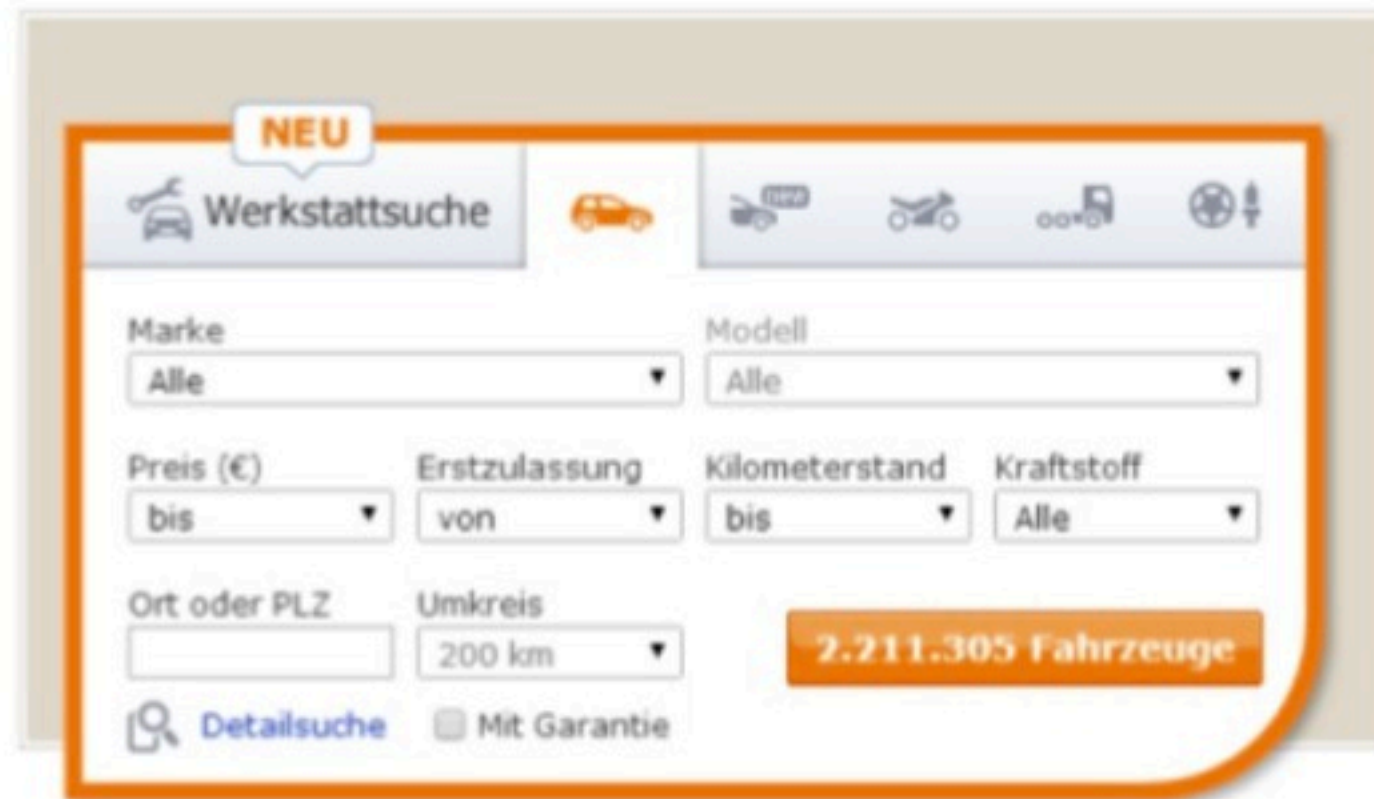 NEU
Werkstattsuche
Marke Modell
Alle Alle
Preis (€) Erstzulassung Kilometerstand Kraftstoff
bis von bis Alle
Ort oder PLZ Umkreis
200 km
2.211.305 Fahrzeuge
Detailsuche Mit Garantie